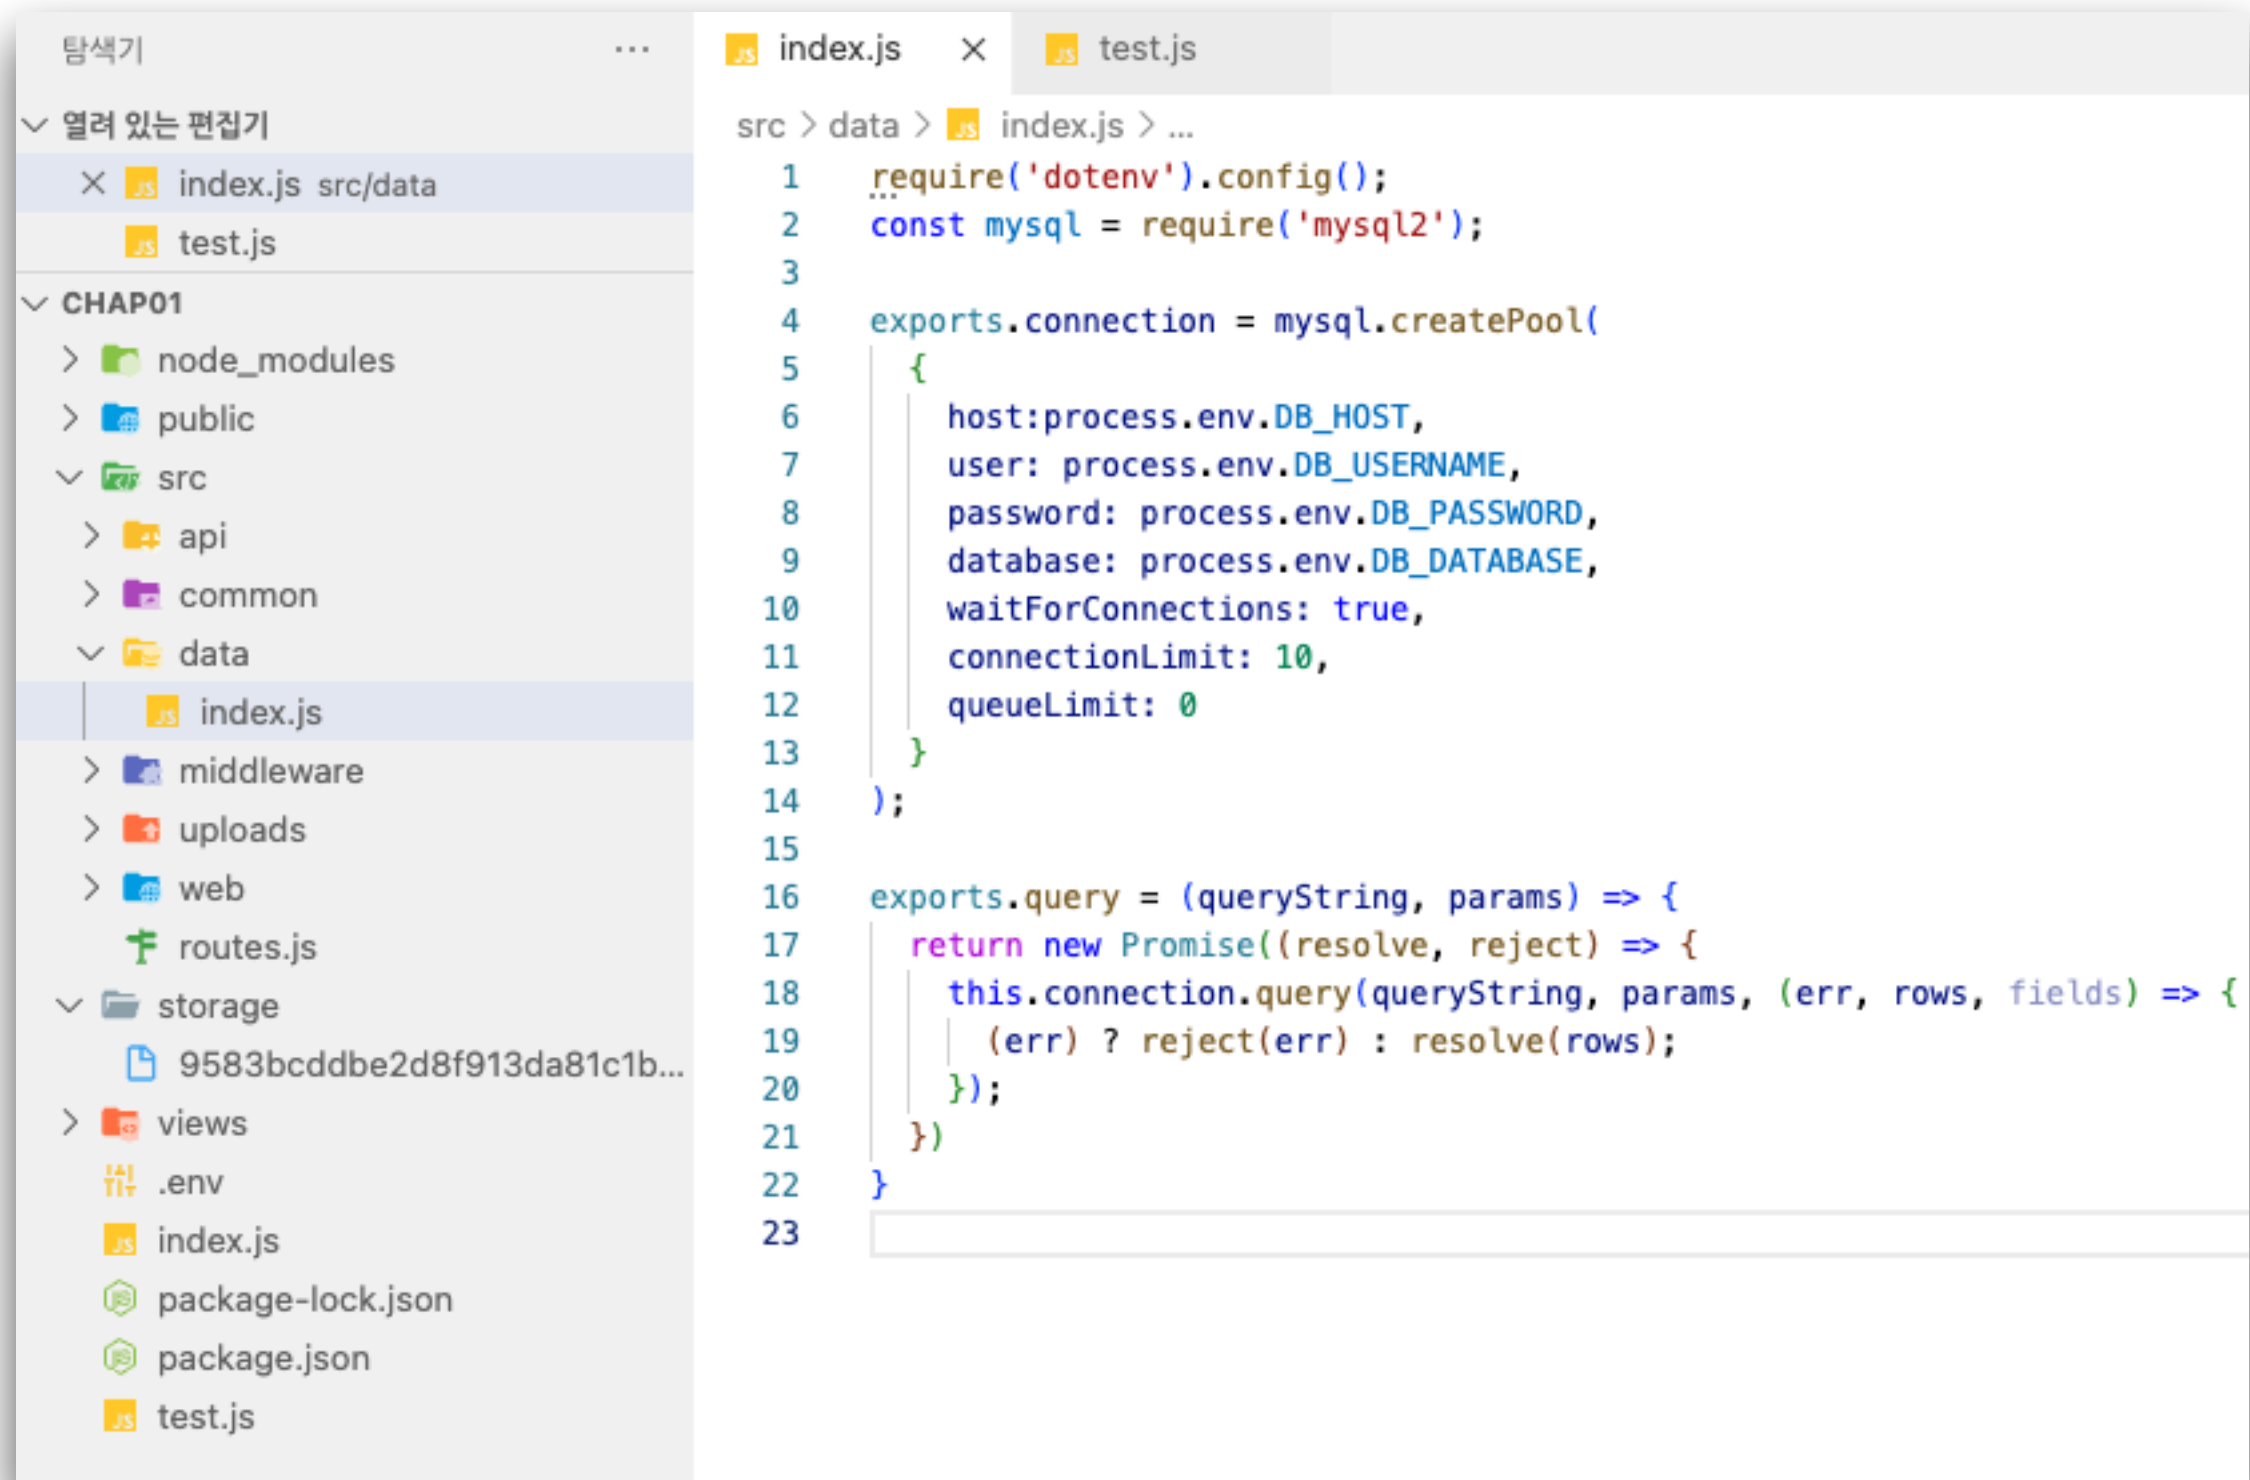 탐색기 ...
열려 있는 편집기
index.js src/data
test.js
CHAP01
node_modules
public
src
api
common
data
index.js
middleware
uploads
web
routes.js
storage
9583bcddbe2d8f913da81c1b...
views
.env
index.js
package-lock.json
package.json
test.js
index.js test.js
src > data > index.js > ...
1 require('dotenv').config();
2 const mysql = require('mysql2');
3
4 exports.connection = mysql.createPool(
5 {
6 host:process.env.DB_HOST,
7 user: process.env.DB_USERNAME,
8 password: process.env.DB_PASSWORD,
9 database: process.env.DB_DATABASE,
10 waitForConnections: true,
11 connectionLimit: 10,
12 queueLimit: 0
13 }
14 );
15
16 exports.query = (queryString, params) => {
17 return new Promise((resolve, reject) => {
18 this.connection.query(queryString, params, (err, rows, fields) => {
19 (err) ? reject(err) : resolve(rows);
20 });
21 })
22 }
23